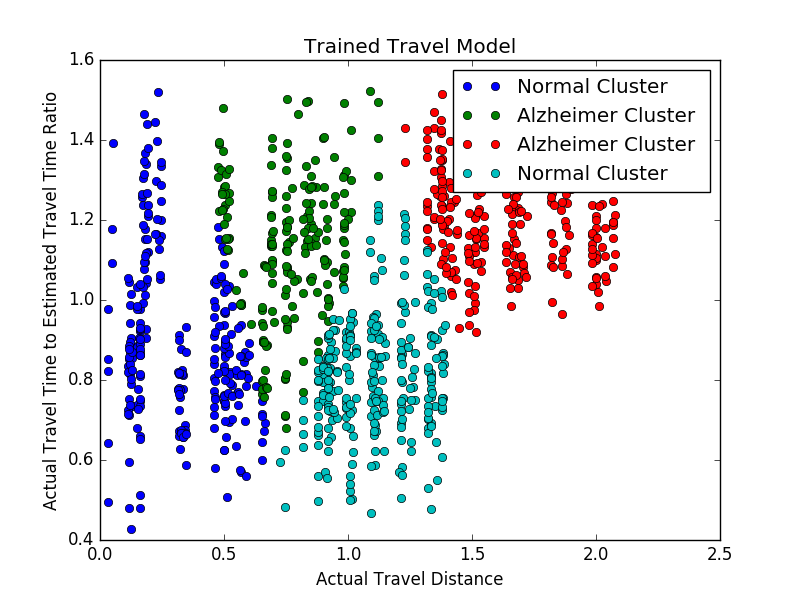 Trained Travel Model
1.6
1.4
1.2
1.0
0.8
0.6
0.4
Actual Travel Time to Estimated Travel Time Ratio
Normal Cluster
Alzheimer Cluster
Alzheimer Cluster
Normal Cluster
0.0 0.5 1.0 1.5 2.0 2.5
Actual Travel Distance